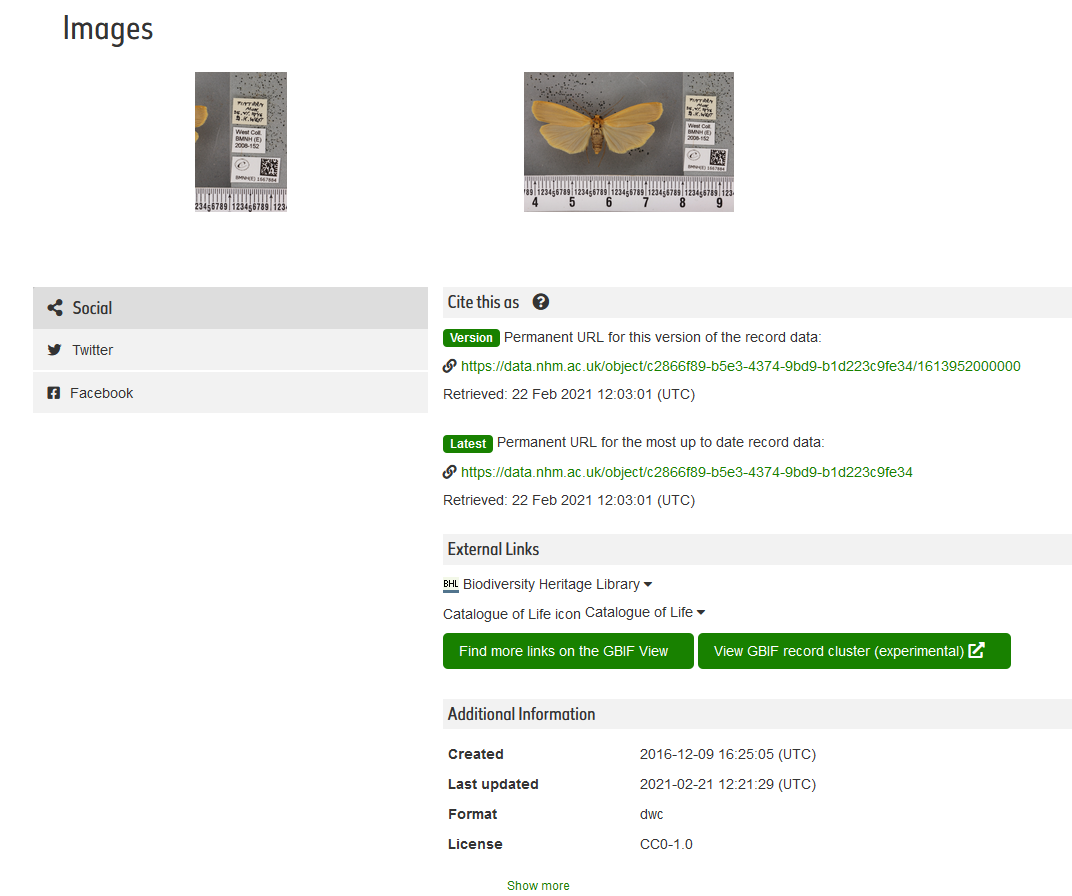 Images
West Coll.
BMNH (E)
2008-152
BMNH(E) 1667884
West Coll.
BMNH (E)
2008-152
4 5 6 7 8 9
Social
Twitter
Facebook
Cite this as
Version Permanent URL for this version of the record data:
https://data.nhm.ac.uk/object/c2866f89-b5e3-4374-9bd9-b1d223c9fe34/1613952000000
Retrieved: 22 Feb 2021 12:03:01 (UTC)
Latest Permanent URL for the most up to date record data:
https://data.nhm.ac.uk/object/c2866f89-b5e3-4374-9bd9-b1d223c9fe34
Retrieved: 22 Feb 2021 12:03:01 (UTC)
External Links
BHL Biodiversity Heritage Library
Catalogue of Life icon Catalogue of Life
Find more links on the GBIF View
View GBIF record cluster (experimental)
Additional Information
Created 2016-12-09 16:25:05 (UTC)
Last updated 2021-02-21 12:21:29 (UTC)
Format dwc
License CC0-1.0
Show more